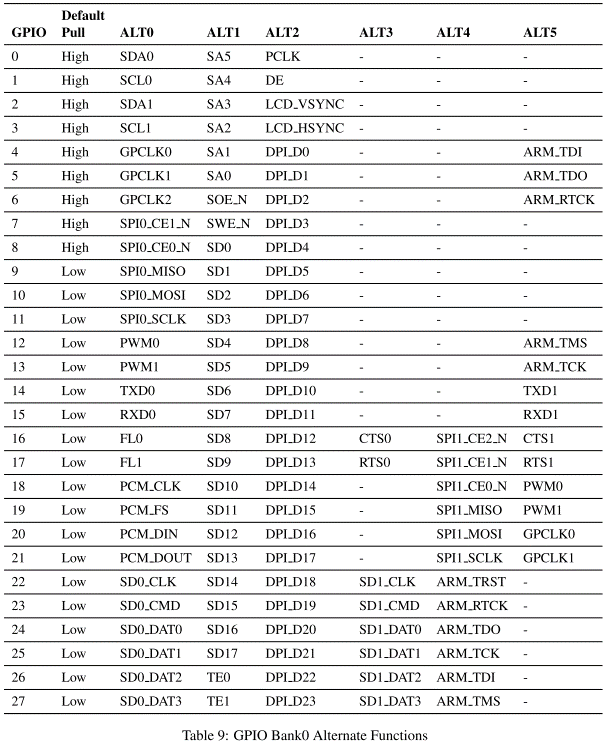 Default
GPIO Pull ALT0 ALT1 ALT2 ALT3 ALT4 ALT5
0 High SDA0 SA5 PCLK - - -
1 High SCL0 SA4 DE - - -
2 High SDA1 SA3 LCD_VSYNC - - -
3 High SCL1 SA2 LCD_HSYNC - - -
4 High GPCLK0 SA1 DPI_D0 - - ARM_TDI
5 High GPCLK1 SA0 DPI_D1 - - ARM_TDO
6 High GPCLK2 SOE_N DPI_D2 - - ARM_RTCK
7 High SPI0_CE1_N SWE_N DPI_D3 - - -
8 High SPI0_CE0_N SD0 DPI_D4 - - -
9 Low SPI0_MISO SD1 DPI_D5 - - -
10 Low SPI0_MOSI SD2 DPI_D6 - - -
11 Low SPI0_SCLK SD3 DPI_D7 - - -
12 Low PWM0 SD4 DPI_D8 - - ARM_TMS
13 Low PWM1 SD5 DPI_D9 - - ARM_TCK
14 Low TXD0 SD6 DPI_D10 - - TXD1
15 Low RXD0 SD7 DPI_D11 - - RXD1
16 Low FL0 SD8 DPI_D12 CTS0 SPI1_CE2_N CTS1
17 Low FL1 SD9 DPI_D13 RTS0 SPI1_CE1_N RTS1
18 Low PCM_CLK SD10 DPI_D14 - SPI1_CE0_N PWM0
19 Low PCM_FS SD11 DPI_D15 - SPI1_MISO PWM1
20 Low PCM_DIN SD12 DPI_D16 - SPI1_MOSI GPCLK0
21 Low PCM_DOUT SD13 DPI_D17 - SPI1_SCLK GPCLK1
22 Low SD0_CLK SD14 DPI_D18 SD1_CLK ARM_TRST -
23 Low SD0_CMD SD15 DPI_D19 SD1_CMD ARM_RTCK -
24 Low SD0_DAT0 SD16 DPI_D20 SD1_DAT0 ARM_TDO -
25 Low SD0_DAT1 SD17 DPI_D21 SD1_DAT1 ARM_TCK -
26 Low SD0_DAT2 TE0 DPI_D22 SD1_DAT2 ARM_TDI -
27 Low SD0_DAT3 TE1 DPI_D23 SD1_DAT3 ARM_TMS -
Table 9: GPIO Bank0 Alternate Functions